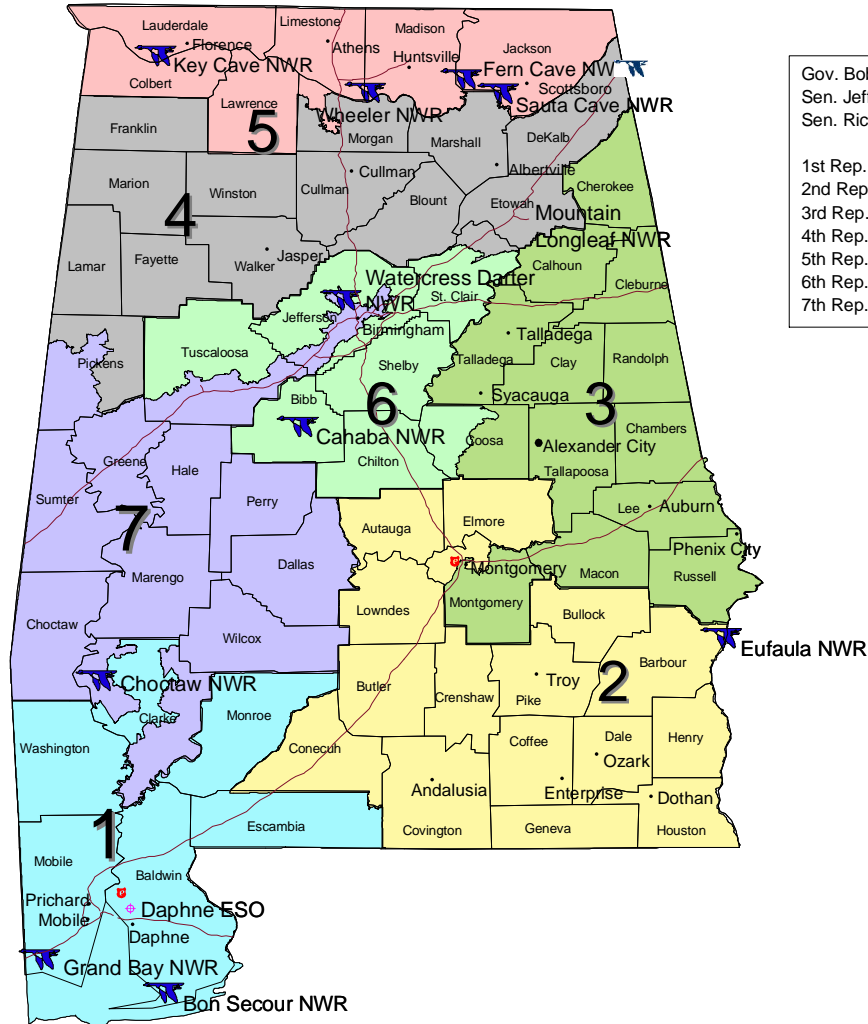 Lauderdale
Limestone
Madison
Florence
Athens
Huntsville
Jackson
Key Cave NWR
Fern Cave NW
Colbert
Scottsboro
Lawrence
Wheeler NWR
Sauta Cave NWR
5
Franklin
Morgan
Marshall
DeKalb
Albertville
Marion
Winston
Cullman
Cullman
Cherokee
4
Blount
Etowah
Mountain
Longleaf NWR
Lamar
Fayette
Walker
Jasper
Calhoun
Watercress Darter
NWR
St. Clair
Cleburne
Jefferson
Birmingham
Tuscaloosa
Talladega
Pickens
Shelby
Talladega
Clay
Randolph
Bibb
6
Syacauga
3
Cahaba NWR
Chambers
Coosa
Alexander City
Greene
Hale
Chilton
Tallapoosa
Sumter
Perry
7
Autauga
Elmore
Lee
Auburn
Dallas
Phenix City
Marengo
Montgomery
Macon
Russell
Lowndes
Montgomery
Bullock
Choctaw
Wilcox
Eufaula NWR
Barbour
Choctaw NWR
Butler
Crenshaw
Troy
2
Pike
Clarke
Monroe
Washington
Conecuh
Coffee
Dale
Henry
Ozark
Andalusia
Enterprise
Dothan
1
Escambia
Covington
Geneva
Houston
Mobile
Baldwin
Prichard
Mobile
Daphne ESO
Daphne
Grand Bay NWR
Bon Secour NWR
Gov. Bo
Sen. Jef
Sen. Ric
1st Rep.
2nd Rep
3rd Rep.
4th Rep.
5th Rep.
6th Rep.
7th Rep.